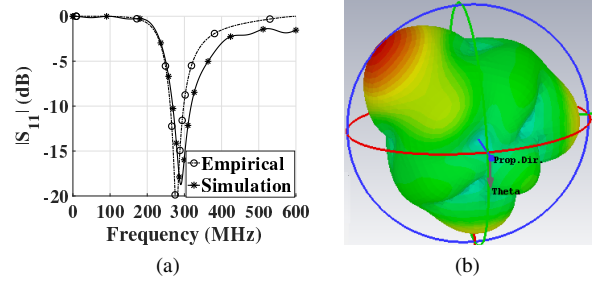 0
-5
-10
-15
-20
|S11| (dB)
Empirical
Simulation
0 100 200 300 400 500 600
Frequency (MHz)
(a)
Prop.Dir.
Theta
(b)